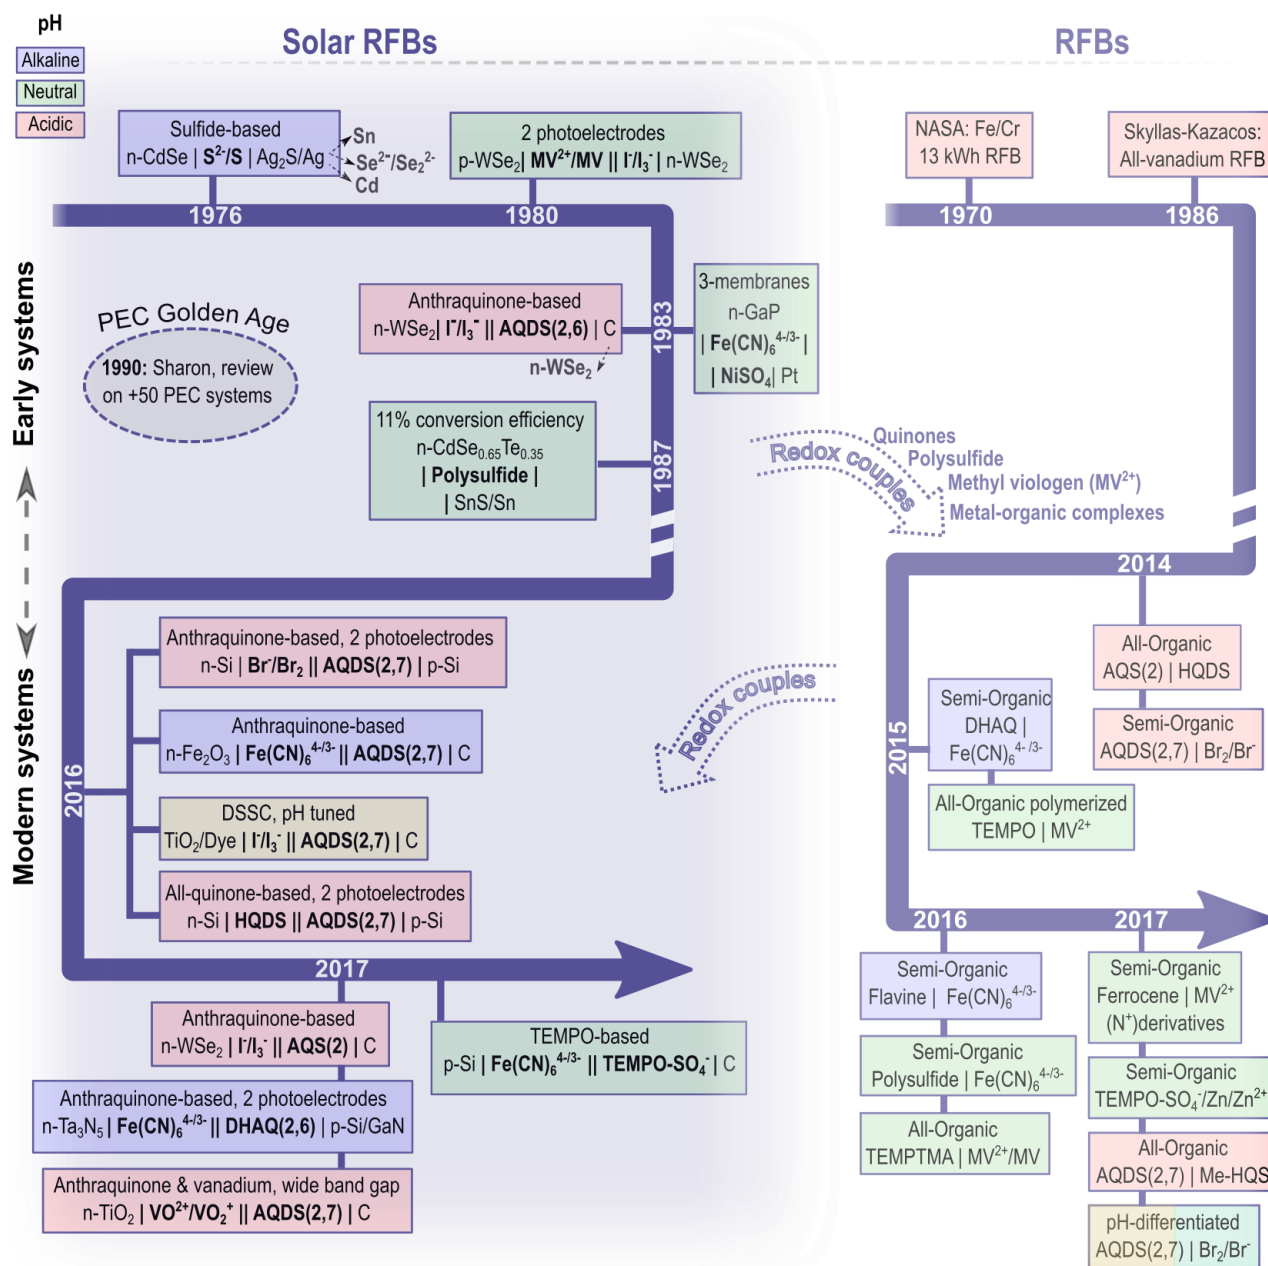 pH
Alkaline
Neutral
Acidic
Solar RFBs
RFBs
Sulfide-based
n-CdSe | S²⁻/S | Ag₂S/Ag
Sn
Se²⁻/Se₂²⁻
Cd
2 photoelectrodes
p-WSe₂| MV²⁺/MV || I⁻/I₃⁻ | n-WSe₂
1976
1980
NASA: Fe/Cr
13 kWh RFB
Skyllas-Kazacos:
All-vanadium RFB
1970
1986
Early systems
Modern systems
PEC Golden Age
1990: Sharon, review
on +50 PEC systems
Anthraquinone-based
n-WSe₂| I⁻/I₃⁻ || AQDS(2,6) | C
n-WSe₂
1983
3-membranes
n-GaP
| Fe(CN)₆⁴⁻/³⁻ |
| NiSO₄| Pt
11% conversion efficiency
n-CdSe₀.₆₅Te₀.₃₅
| Polysulfide |
| SnS/Sn
1987
Redox couples
Quinones
Polysulfide
Methyl viologen (MV²⁺)
Metal-organic complexes
2016
Anthraquinone-based, 2 photoelectrodes
n-Si | Br⁻/Br₂ || AQDS(2,7) | p-Si
Anthraquinone-based
n-Fe₂O₃ | Fe(CN)₆⁴⁻/³⁻ || AQDS(2,7) | C
DSSC, pH tuned
TiO₂/Dye | I⁻/I₃⁻ || AQDS(2,7) | C
All-quinone-based, 2 photoelectrodes
n-Si | HQDS || AQDS(2,7) | p-Si
Redox couples
2017
Anthraquinone-based
n-WSe₂ | I⁻/I₃⁻ || AQS(2) | C
Anthraquinone-based, 2 photoelectrodes
n-Ta₃N₅ | Fe(CN)₆⁴⁻/³⁻ || DHAQ(2,6) | p-Si/GaN
Anthraquinone & vanadium, wide band gap
n-TiO₂ | VO²⁺/VO₂⁺ || AQDS(2,7) | C
TEMPO-based
p-Si | Fe(CN)₆⁴⁻/³⁻ || TEMPO-SO₄⁻ | C
2014
All-Organic
AQS(2) | HQDS
Semi-Organic
AQDS(2,7) | Br₂/Br⁻
2015
Semi-Organic
DHAQ |
Fe(CN)₆⁴⁻/³⁻
All-Organic polymerized
TEMPO | MV²⁺
2016
2017
Semi-Organic
Flavine | Fe(CN)₆⁴⁻/³⁻
Semi-Organic
Polysulfide | Fe(CN)₆⁴⁻/³⁻
All-Organic
TEMPTMA | MV²⁺/MV
Semi-Organic
Ferrocene | MV²⁺
(N⁺)derivatives
Semi-Organic
TEMPO-SO₄⁻/Zn/Zn²⁺
All-Organic
AQDS(2,7) | Me-HQS
pH-differentiated
AQDS(2,7) | Br₂/Br⁻